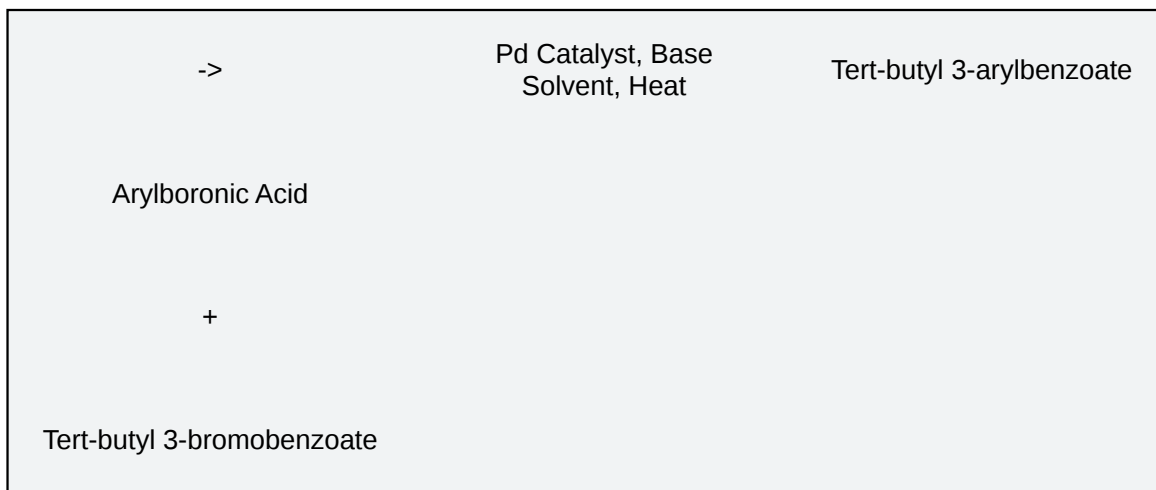 ->
Pd Catalyst, Base
Solvent, Heat
Tert-butyl 3-arylbenzoate
Arylboronic Acid
+
Tert-butyl 3-bromobenzoate